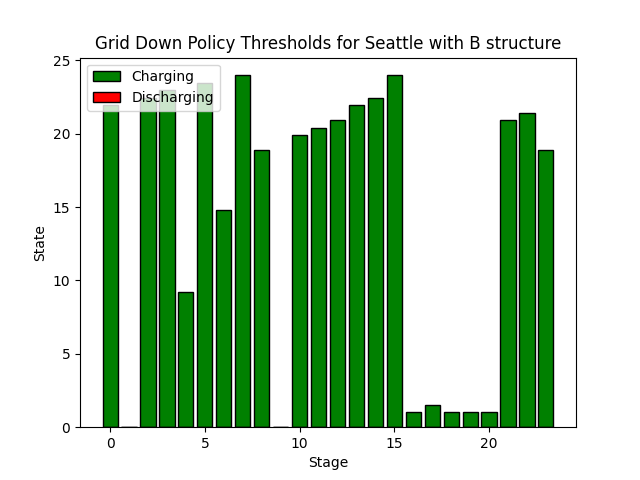 Grid Down Policy Thresholds for Seattle with B structure
25
20
15
10
5
0
State
Charging
Discharging
0
5
10
15
20
Stage